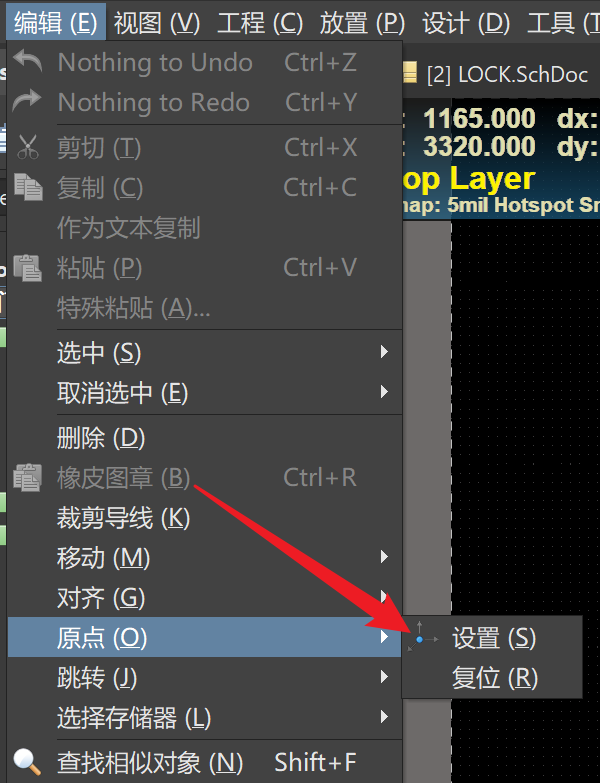 编辑 (E) 视图 (V) 工程 (C) 放置 (P) 设计 (D) 工具 (T
Nothing to Undo Ctrl+Z
Nothing to Redo Ctrl+Y
[2] LOCK.SchDoc
: 1165.000 dx:
: 3320.000 dy:
op Layer
nap: 5mil Hotspot Sn
剪切 (T) Ctrl+X
复制 (C) Ctrl+C
作为文本复制
粘贴 (P) Ctrl+V
特殊粘贴 (A)...
选中 (S)
取消选中 (E)
删除 (D)
橡皮图章 (B) Ctrl+R
裁剪导线 (K)
移动 (M)
对齐 (G)
原点 (O)
设置 (S)
复位 (R)
跳转 (J)
选择存储器 (L)
查找相似对象 (N) Shift+F